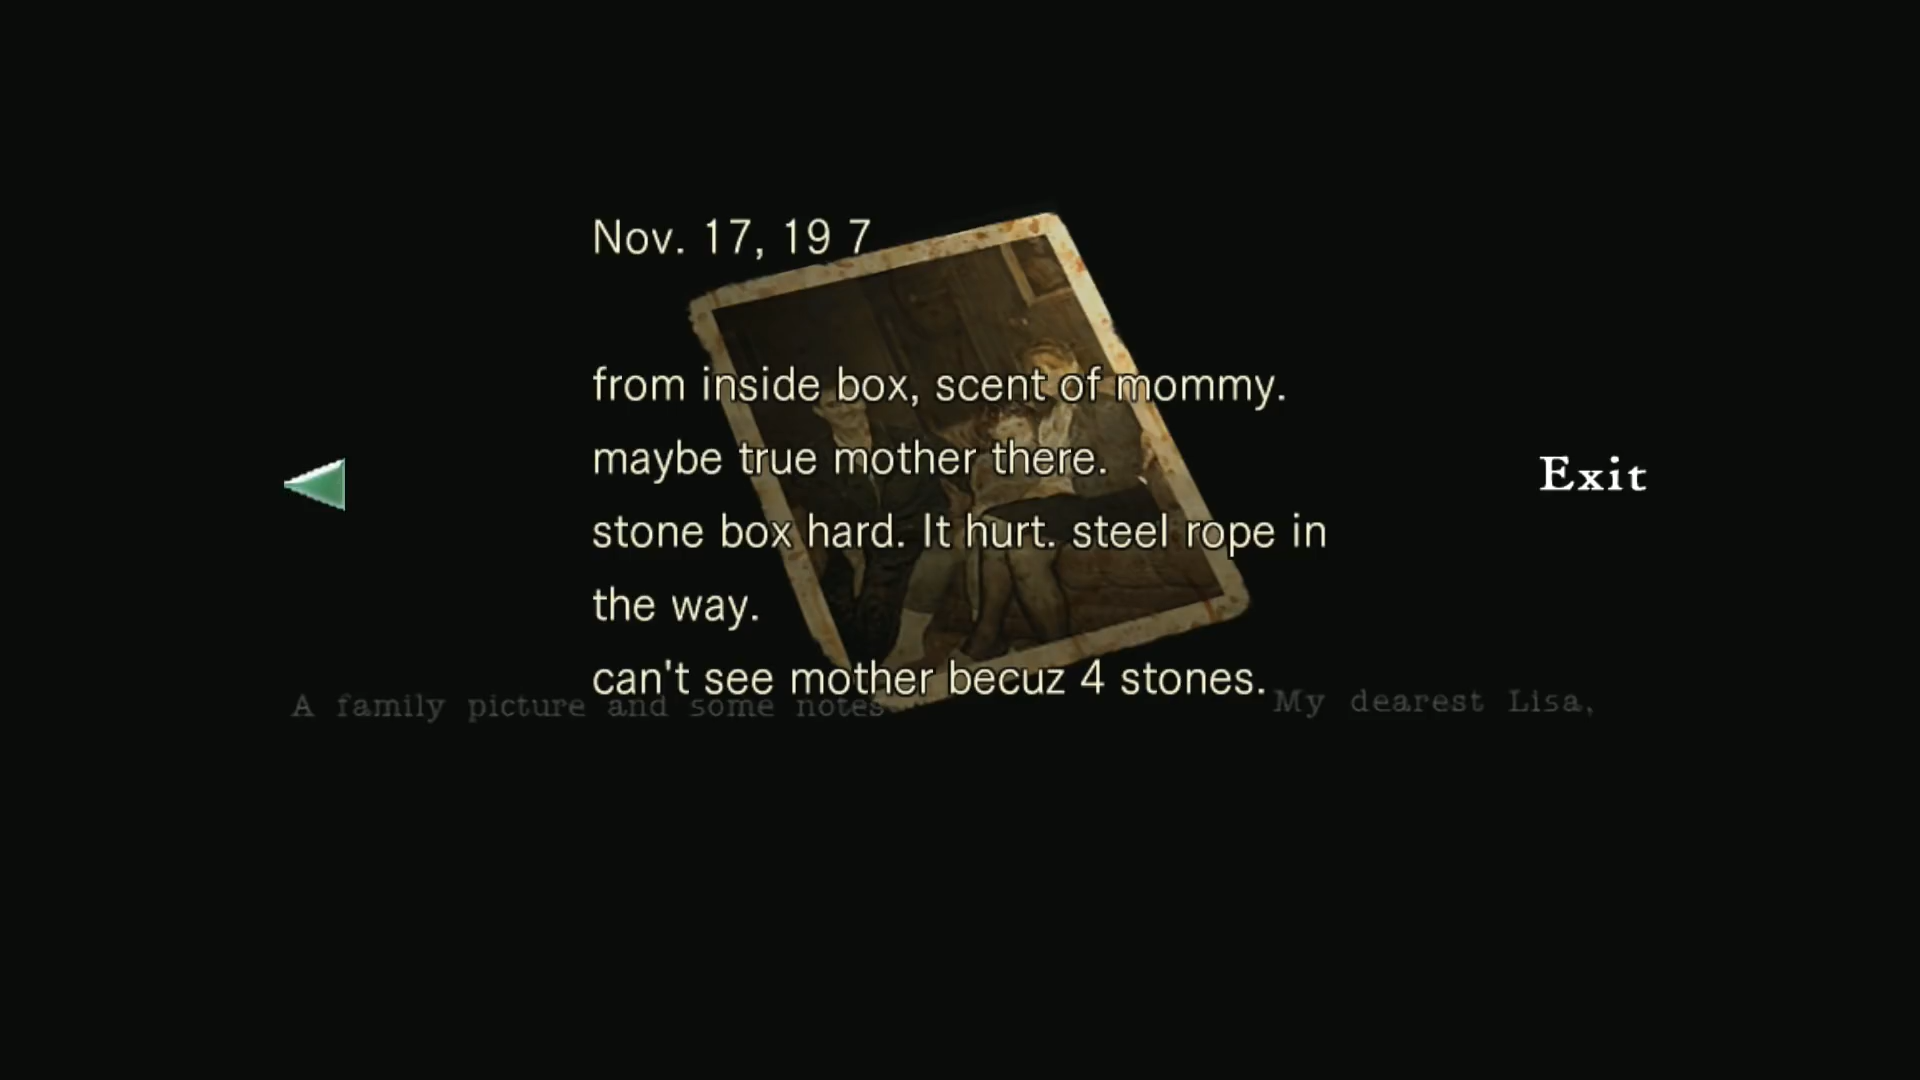 Nov. 17, 19 7
from inside box, scent of mommy.
maybe true mother there.
stone box hard. It hurt. steel rope in
the way.
can't see mother becuz 4 stones.
Exit
A family picture and some notes
My dearest Lisa,